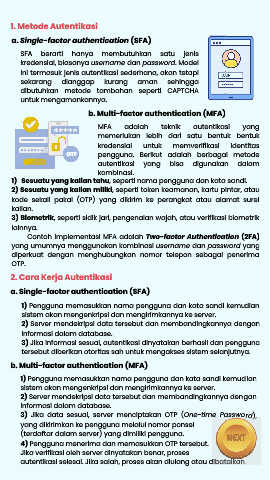 1. Metode Autentikasi
a. Single-factor authentication (SFA)
SFA berarti hanya membutuhkan satu jenis
kredensial, biasanya username dan password. Model
ini termasuk jenis autentikasi sederhana, akan tetapi
sekarang dianggap kurang aman sehingga
dibutuhkan metode tambahan seperti CAPTCHA
untuk mengamankannya.
b. Multi-factor authentication (MFA)
MFA adalah teknik autentikasi yang
memerlukan lebih dari satu bentuk bentuk
kredensial untuk memverifikasi identitas
pengguna. Berikut adalah berbagai metode
autentikasi yang bisa digunakan dalam
kombinasi.
1) Sesuatu yang kalian tahu, seperti nama pengguna dan kata sandi.
2) Sesuatu yang kalian miliki, seperti token keamanan, kartu pintar, atau
kode sekali pakai (OTP) yang dikirim ke perangkat atau alamat surel
kalian.
3) Biometrik, seperti sidik jari, pengenalan wajah, atau verifikasi biometrik
lainnya.
Contoh implementasi MFA adalah Two-factor Authentication (2FA)
yang umumnya menggunakan kombinasi username dan password yang
diperkuat dengan menghubungkan nomor telepon sebagai penerima
OTP.
2. Cara Kerja Autentikasi
a. Single-factor authentication (SFA)
1) Pengguna memasukkan nama pengguna dan kata sandi kemudian
sistem akan mengenkripsi dan mengirimkannya ke server.
2) Server mendekripsi data tersebut dan membandingkannya dengan
informasi dalam database.
3) Jika informasi sesuai, autentikasi dinyatakan berhasil dan pengguna
tersebut diberikan otoritas sah untuk mengakses sistem selanjutnya.
b. Multi-factor authentication (MFA)
1) Pengguna memasukkan nama pengguna dan kata sandi kemudian
sistem akan mengenkripsi dan mengirimkannya ke server.
2) Server mendekripsi data tersebut dan membandingkannya dengan
informasi dalam database.
3) Jika data sesuai, server menciptakan OTP (One-time Password),
yang dikirimkan ke pengguna melalui nomor ponsel
(terdaftar dalam server) yang dimiliki pengguna.
4) Pengguna menerima dan memasukkan OTP tersebut.
Jika verifikasi oleh server dinyatakan benar, proses
autentikasi selesai. Jika salah, proses akan diulang atau dibatalkan.
NEXT